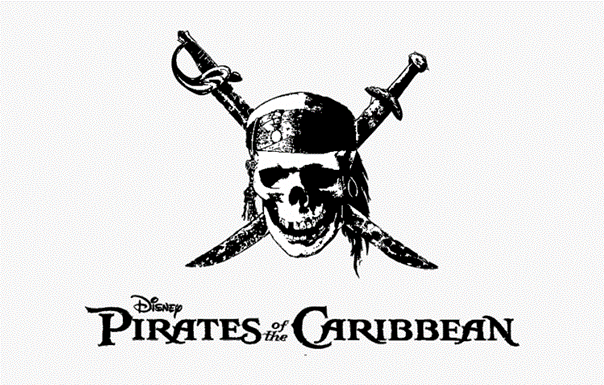 Disney
PIRATES of the CARIBBEAN